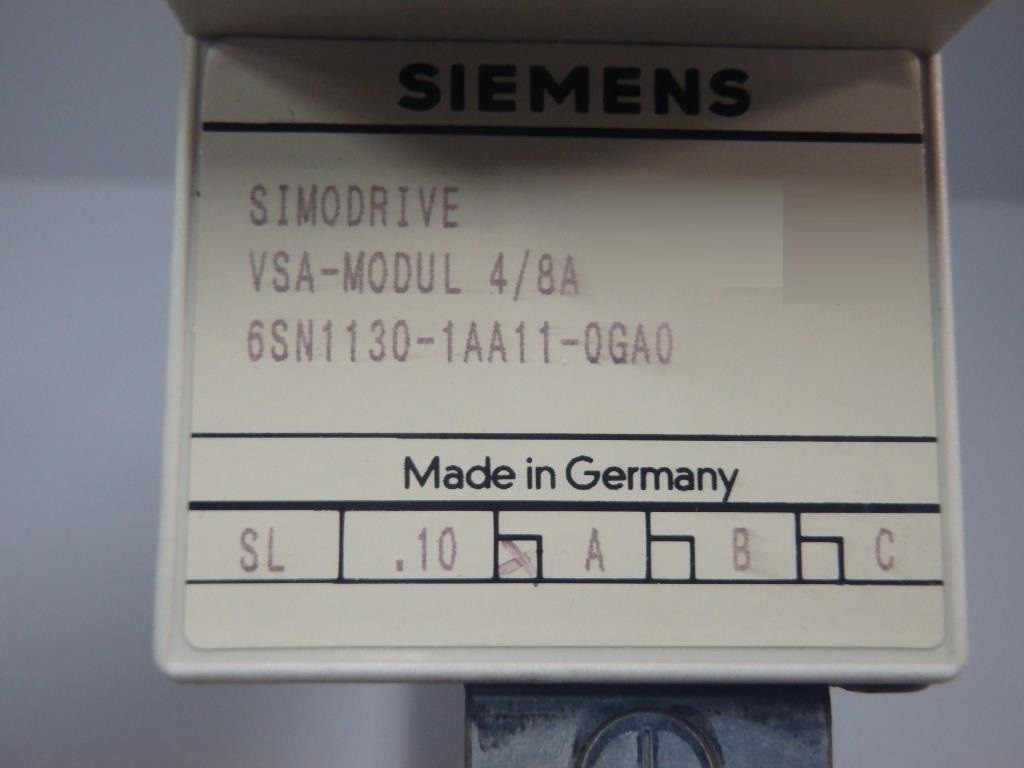 SIEMENS
SIMODRIVE
VSA-MODUL 4/8A
6SN1130-1AA11-0GA0
Made in Germany
SL .10 A B C